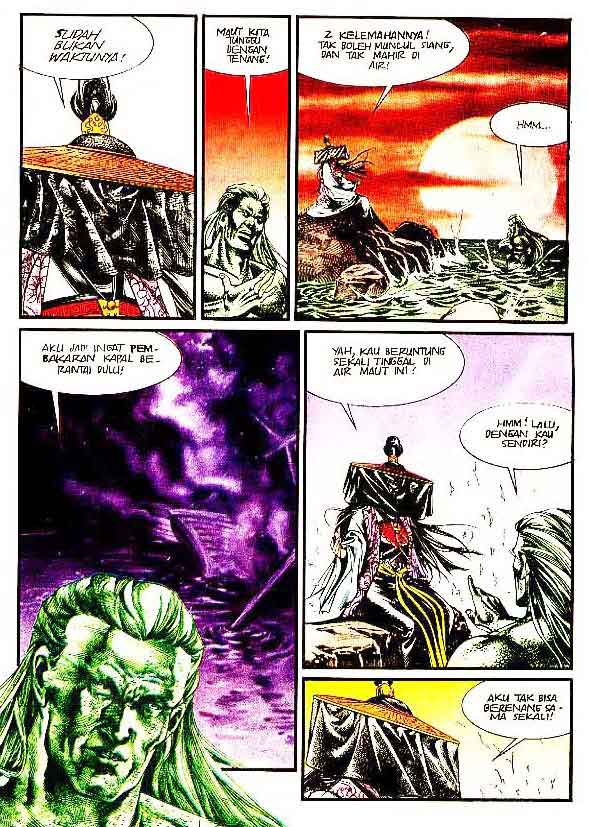 SUDAH
BUKAN
WAKTUNYA!
MAUT KITA
TUNGGU
DENGAN
TENANG!
2 KELEMAHANNYA!
TAK BOLEH MUNCUL SIANG,
DAN TAK MAHIR DI
AIR!
HMM...
AKU JADI INGAT PEM-
BAKARAN KAPAL BE-
RANTAI DULU!
YAH, KAU BERUNTUNG
SEKALI TINGGAL DI
AIR MAUT INI!
HMM! LALU,
DENGAN KAU
SENDIRI?
AKU TAK BISA
BERENANG SA-
MA SEKALI!